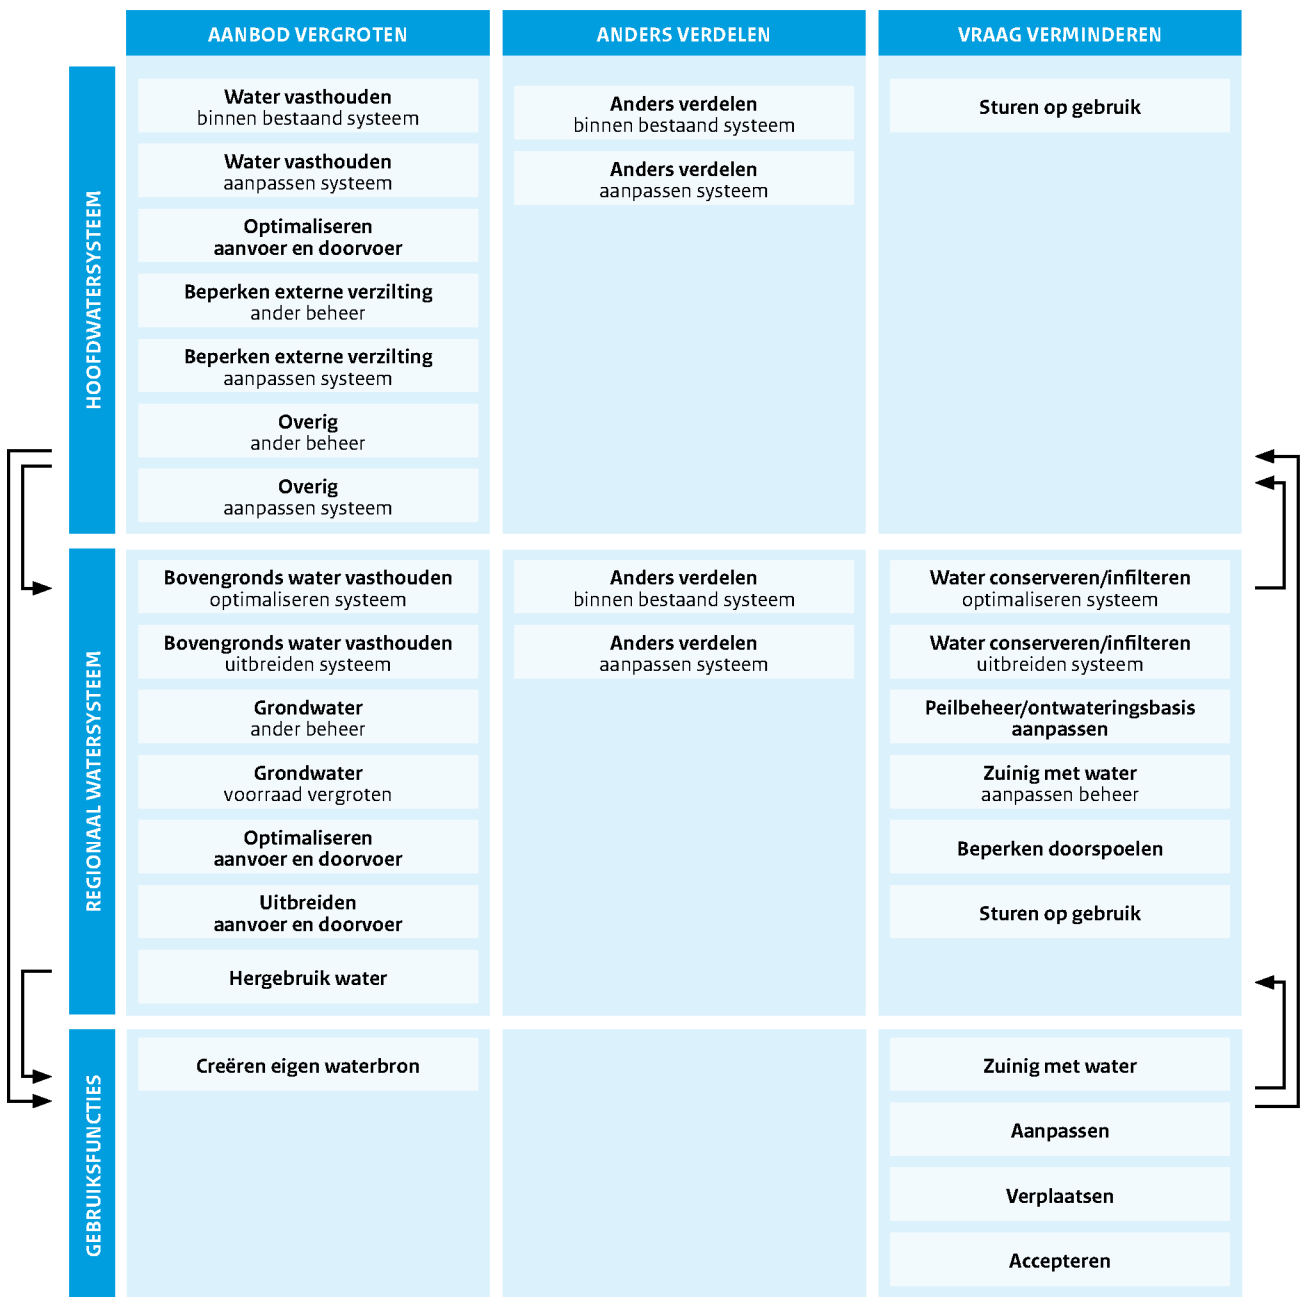 AANBOD VERGROTEN
ANDERS VERDELEN
VRAAG VERMINDEREN
HOOFDWATERSYSTEEM
Water vasthouden
binnen bestaand systeem
Water vasthouden
aanpassen systeem
Optimaliseren
aanvoer en doorvoer
Beperken externe verzilting
ander beheer
Beperken externe verzilting
aanpassen systeem
Overig
ander beheer
Overig
aanpassen systeem
Anders verdelen
binnen bestaand systeem
Anders verdelen
aanpassen systeem
Sturen op gebruik
REGIONAAL WATERSYSTEEM
Bovengronds water vasthouden
optimaliseren systeem
Bovengronds water vasthouden
uitbreiden systeem
Grondwater
ander beheer
Grondwater
voorraad vergroten
Optimaliseren
aanvoer en doorvoer
Uitbreiden
aanvoer en doorvoer
Hergebruik water
Anders verdelen
binnen bestaand systeem
Anders verdelen
aanpassen systeem
Water conserveren/infilteren
optimaliseren systeem
Water conserveren/infilteren
uitbreiden systeem
Peilbeheer/ontwateringsbasis
aanpassen
Zuinig met water
aanpassen beheer
Beperken doorspoelen
Sturen op gebruik
GEBRUIKSFUNCTIES
Creëren eigen waterbron
Zuinig met water
Aanpassen
Verplaatsen
Accepteren